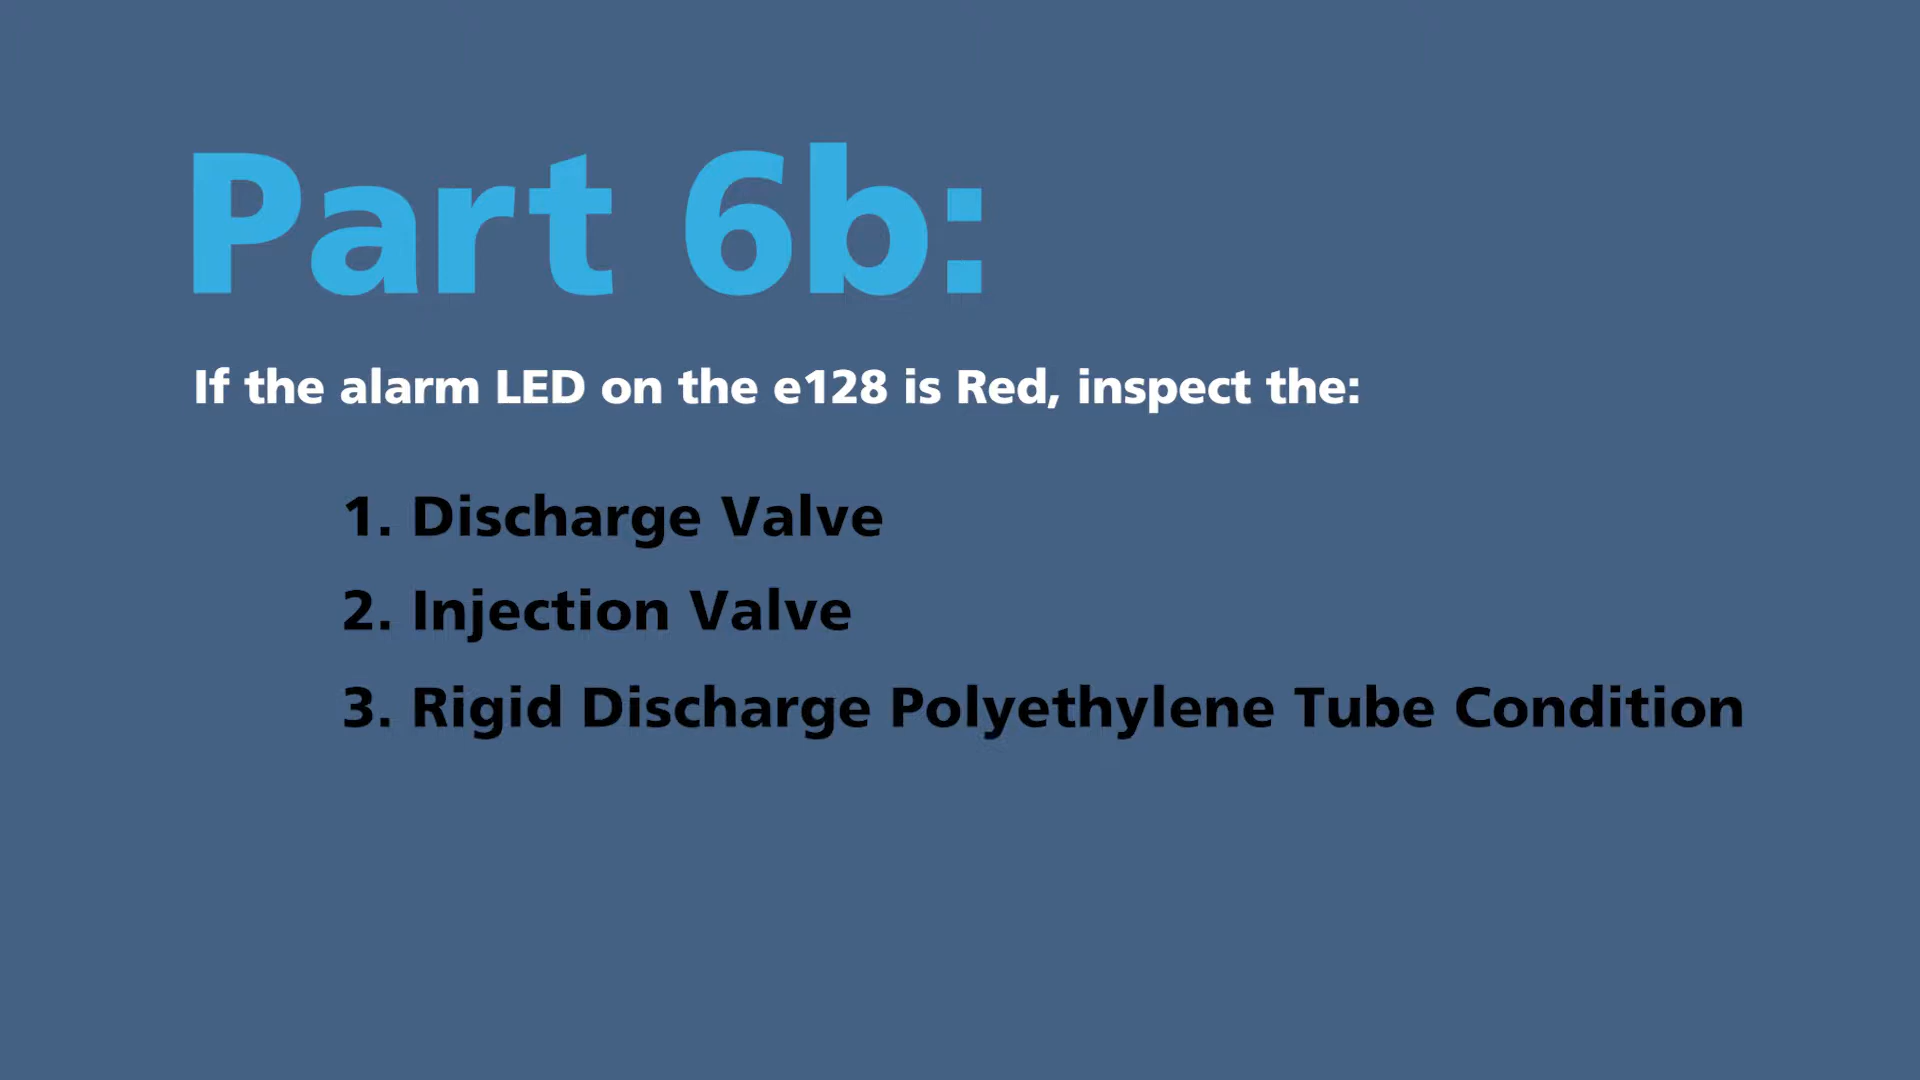 Part 6b:
If the alarm LED on the e128 is Red, inspect the:
1. Discharge Valve
2. Injection Valve
3. Rigid Discharge Polyethylene Tube Condition